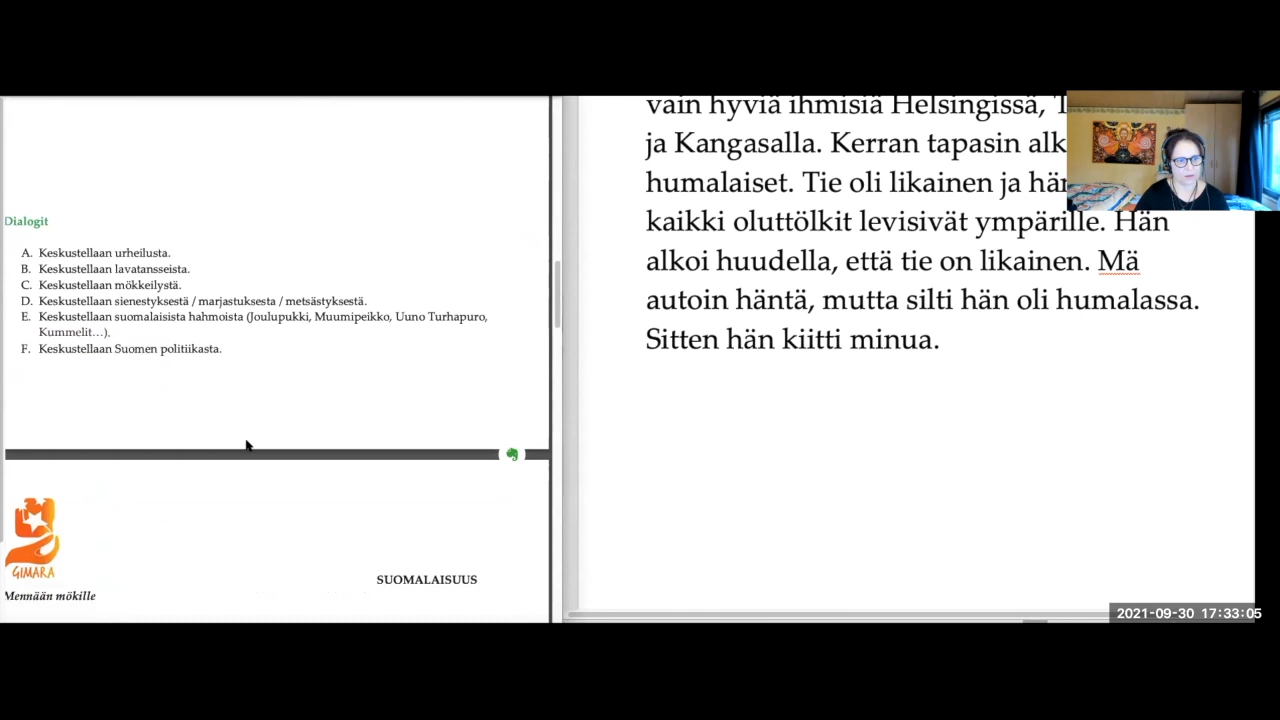 Dialogit
A. Keskustellaan urheilusta.
B. Keskustellaan lavatansseista.
C. Keskustellaan mökkeilystä.
D. Keskustellaan sienestyksestä / marjastuksesta / metsästyksestä.
E. Keskustellaan suomalaisista hahmoista (Joulupukki, Muumipeikko, Uuno Turhapuro,
Kummelit…).
F. Keskustellaan Suomen politiikasta.
GIMARA
SUOMALAISUUS
Mennään mökille
vain hyviä ihmisiä Helsingissä,
ja Kangasalla. Kerran tapasin
humalaiset. Tie oli likainen ja
kaikki oluttölkit levisivät ympärille. Hän
alkoi huudella, että tie on likainen. Mä
autoin häntä, mutta silti hän oli humalassa.
Sitten hän kiitti minua.
2021-09-30 17:33:05